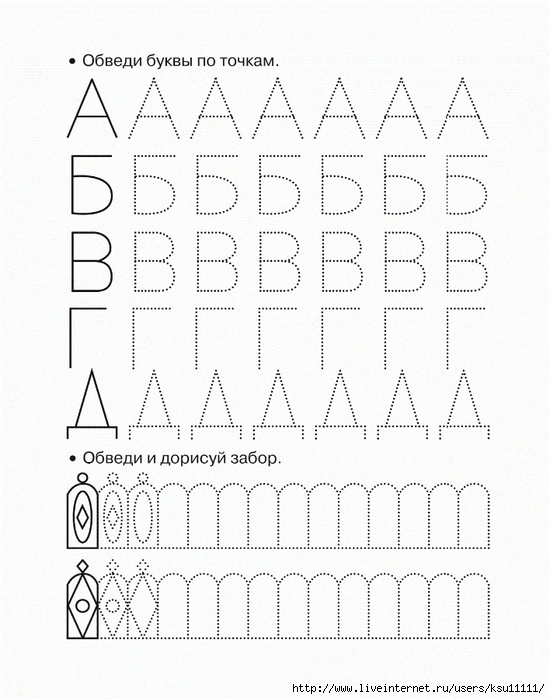 • Обведи буквы по точкам.
А А А А А А А
Б Б Б Б Б Б Б
В В В В В В В
Г Г Г Г Г Г Г
Д Д Д Д Д Д Д
• Обведи и дорисуй забор.
http://www.liveinternet.ru/users/ksu11111/